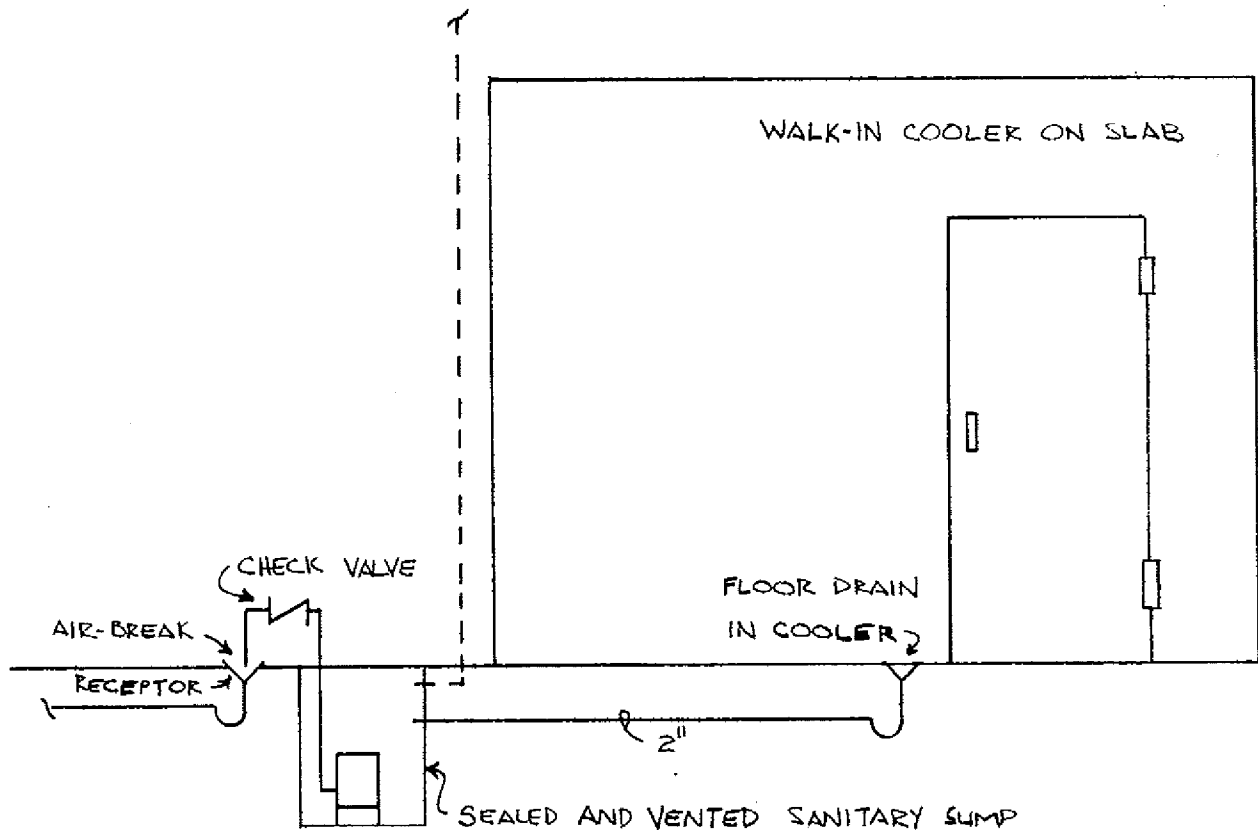 WALK-IN COOLER ON SLAB
CHECK VALVE
FLOOR DRAIN
IN COOLER
AIR-BREAK
RECEPTOR
2"
SEALED AND VENTED SANITARY SUMP